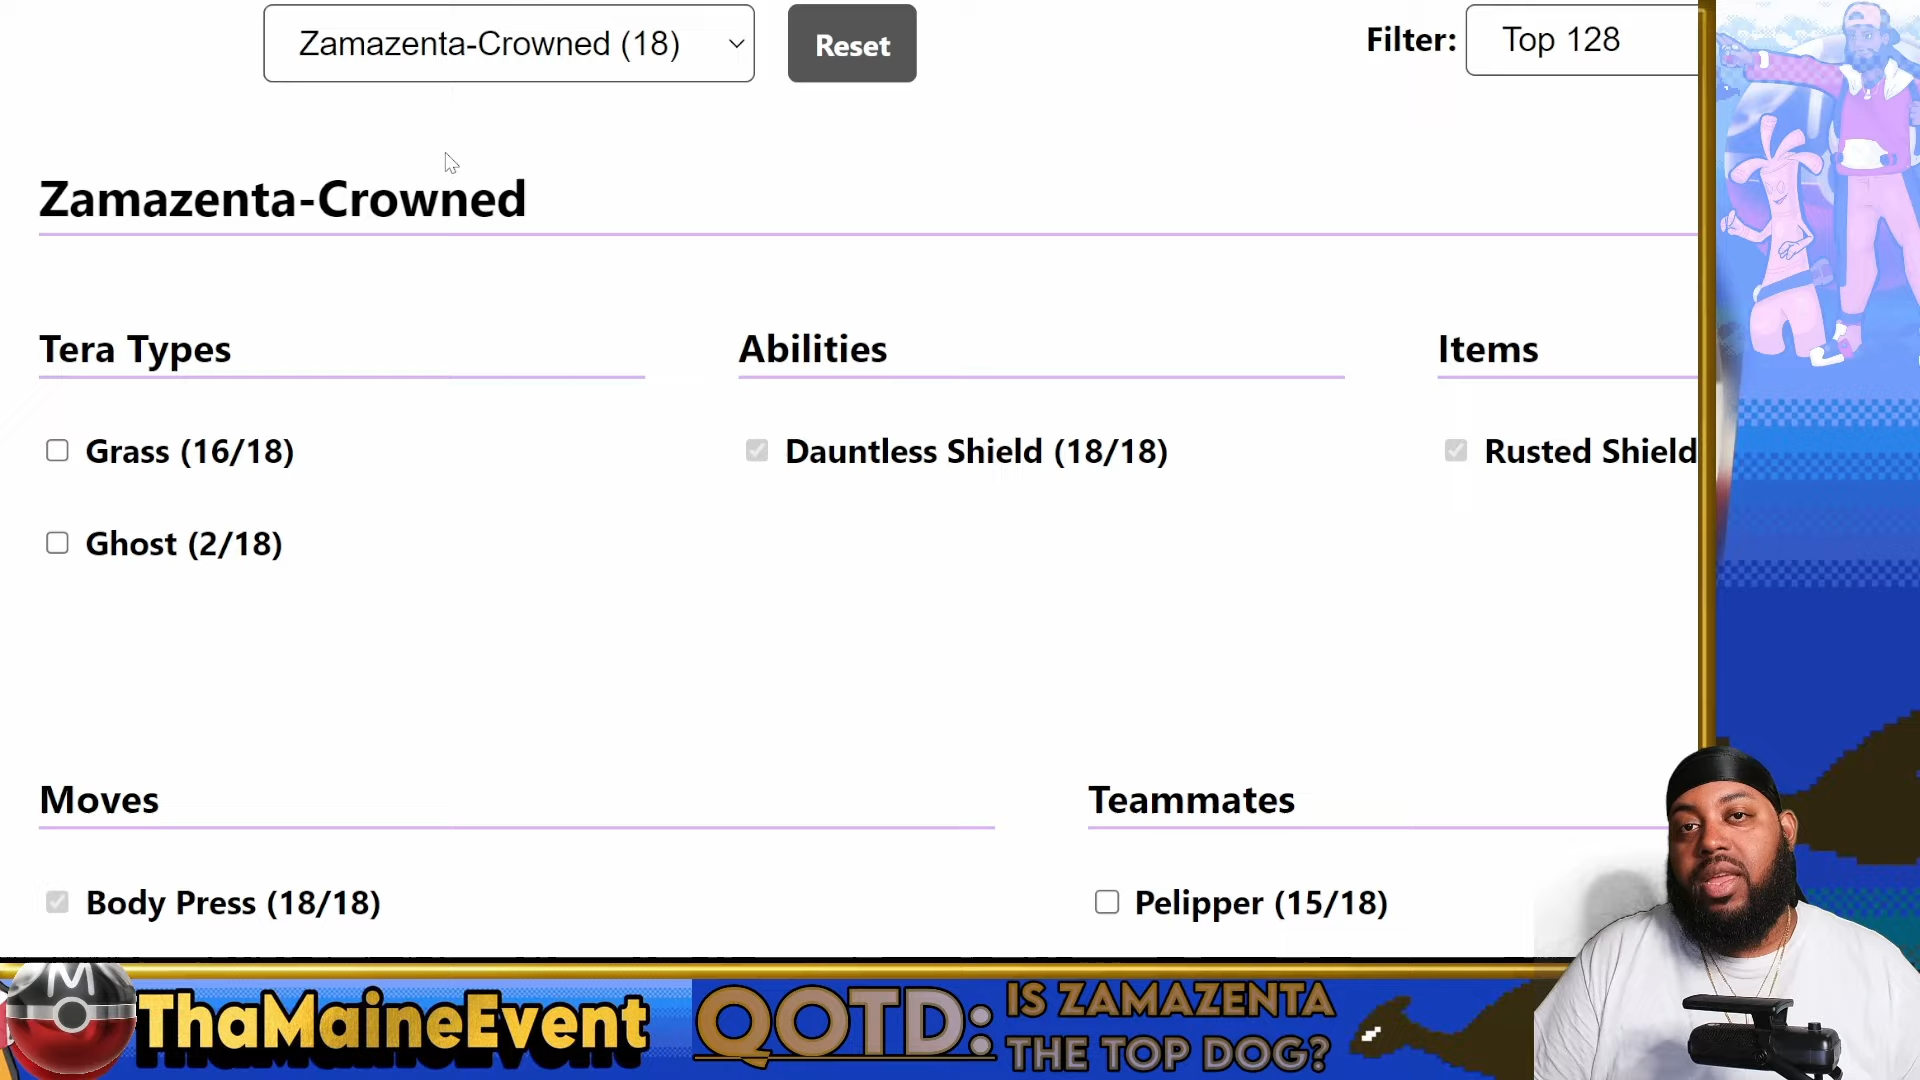 Zamazenta-Crowned (18)
Reset
Filter:
Top 128
Zamazenta-Crowned
Tera Types
Abilities
Items
Grass (16/18)
Dauntless Shield (18/18)
Rusted Shield
Ghost (2/18)
Moves
Teammates
Body Press (18/18)
Pelipper (15/18)
M
ThaMaineEvent
QOTD:
IS ZAMAZENTA
THE TOP DOG?